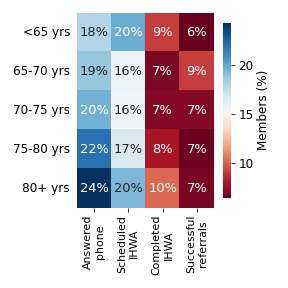 <65 yrs 18% 20% 9% 6%
65-70 yrs 19% 16% 7% 9%
70-75 yrs 20% 16% 7% 7%
75-80 yrs 22% 17% 8% 7%
80+ yrs 24% 20% 10% 7%
Answered
phone
Scheduled
IHWA
Completed
IHWA
Successful
referrals
20
15
10
Members (%)